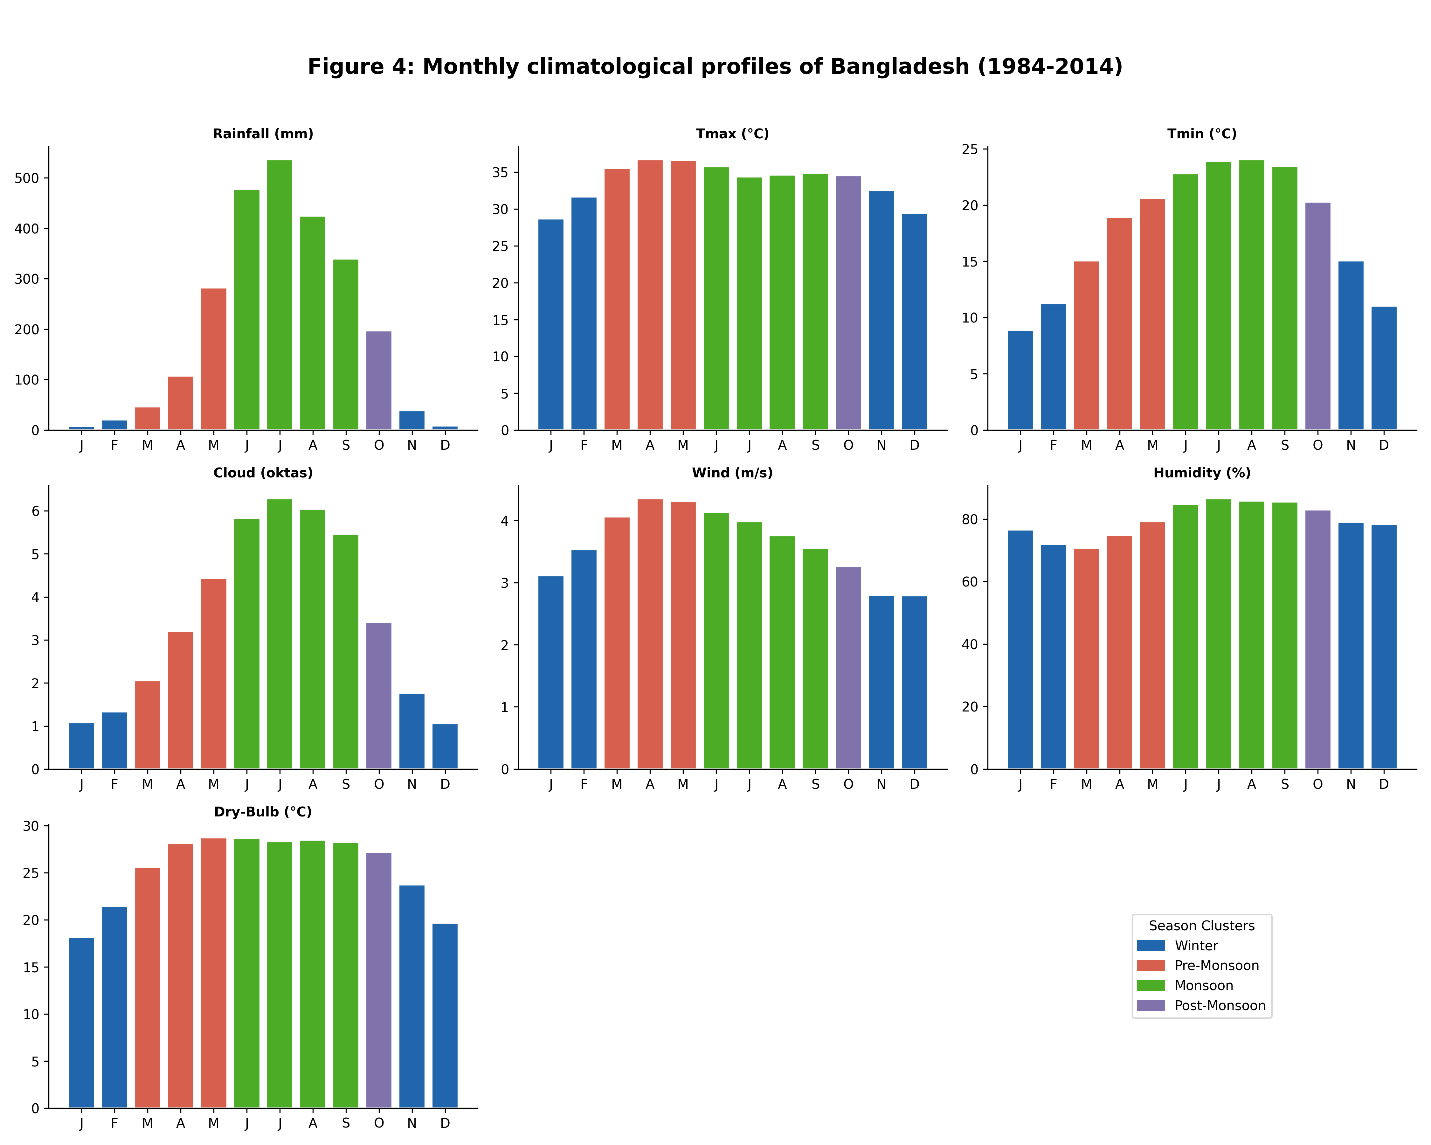 Figure 4: Monthly climatological profiles of Bangladesh (1984-2014)
Rainfall (mm)
500
400
300
200
100
0
J F M A M J J A S O N D
Tmax (°C)
35
30
25
20
15
10
5
0
J F M A M J J A S O N D
Tmin (°C)
25
20
15
10
5
0
J F M A M J J A S O N D
Cloud (oktas)
6
5
4
3
2
1
0
J F M A M J J A S O N D
Wind (m/s)
4
3
2
1
0
J F M A M J J A S O N D
Humidity (%)
80
60
40
20
0
J F M A M J J A S O N D
Dry-Bulb (°C)
30
25
20
15
10
5
0
J F M A M J J A S O N D
Season Clusters
Winter
Pre-Monsoon
Monsoon
Post-Monsoon